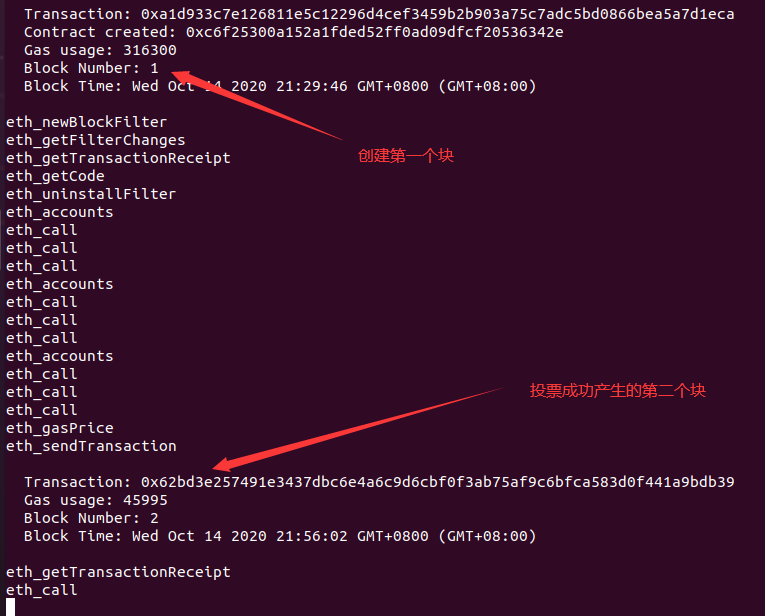 Transaction: 0xa1d933c7e126811e5c12296d4cef3459b2b903a75c7adc5bd0866bea5a7d1eca
Contract created: 0xc6f25300a152a1fded52ff0ad09dfcf20536342e
Gas usage: 316300
Block Number: 1
Block Time: Wed Oct 14 2020 21:29:46 GMT+0800 (GMT+08:00)
eth_newBlockFilter
eth_getFilterChanges
创建第一个块
eth_getTransactionReceipt
eth_getCode
eth_uninstallFilter
eth_accounts
eth_call
eth_call
eth_call
eth_accounts
eth_call
eth_call
eth_call
eth_accounts
eth_call
eth_call
投票成功产生的第二个块
eth_call
eth_gasPrice
eth_sendTransaction
Transaction: 0x62bd3e257491e3437dbc6e4a6c9d6cbf0f3ab75af9c6bfca583d0f441a9bdb39
Gas usage: 45995
Block Number: 2
Block Time: Wed Oct 14 2020 21:56:02 GMT+0800 (GMT+08:00)
eth_getTransactionReceipt
eth_call